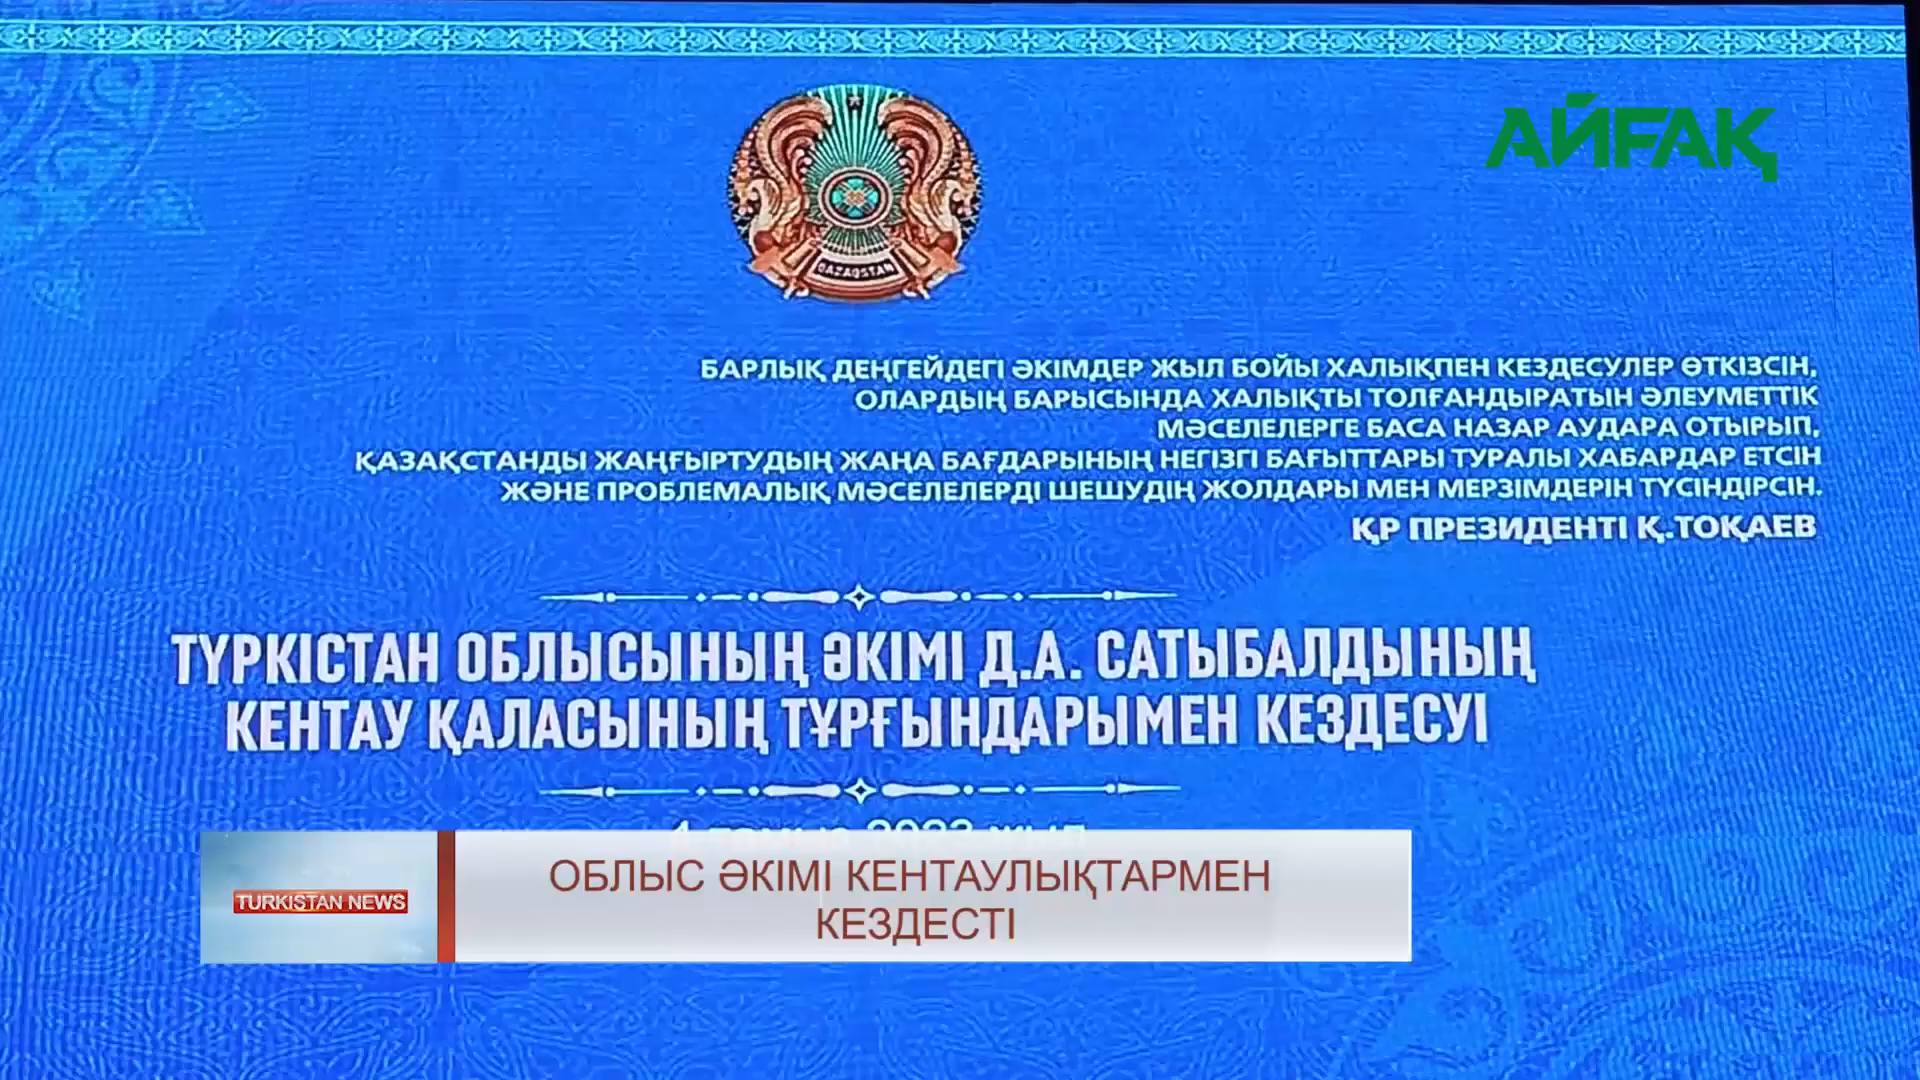 АЙҒАҚ
QAZAQSTAN
БАРЛЫҚ ДЕҢГЕЙДЕГІ ӘКІМДЕР ЖЫЛ БОЙЫ ХАЛЫҚПЕН КЕЗДЕСУЛЕР ӨТКІЗСІН,
ОЛАРДЫҢ БАРЫСЫНДА ХАЛЫҚТЫ ТОЛҒАНДЫРАТЫН ӘЛЕУМЕТТІК
МӘСЕЛЕЛЕРГЕ БАСА НАЗАР АУДАРА ОТЫРЫП,
ҚАЗАҚСТАНДЫ ЖАҢҒЫРТУДЫҢ ЖАҢА БАҒДАРЫНЫҢ НЕГІЗГІ БАҒЫТТАРЫ ТУРАЛЫ ХАБАРДАР ЕТСІН
ЖӘНЕ ПРОБЛЕМАЛЫҚ МӘСЕЛЕЛЕРДІ ШЕШУДІҢ ЖОЛДАРЫ МЕН МЕРЗІМДЕРІН ТҮСІНДІРСІН.
ҚР ПРЕЗИДЕНТІ Қ.ТОҚАЕВ
ТҮРКІСТАН ОБЛЫСЫНЫҢ ӘКІМІ Д.А. САТЫБАЛДЫНЫҢ
КЕНТАУ ҚАЛАСЫНЫҢ ТҰРҒЫНДАРЫМЕН КЕЗДЕСУІ
TURKISTAN NEWS
ОБЛЫС ӘКІМІ КЕНТАУЛЫҚТАРМЕН
КЕЗДЕСТІ